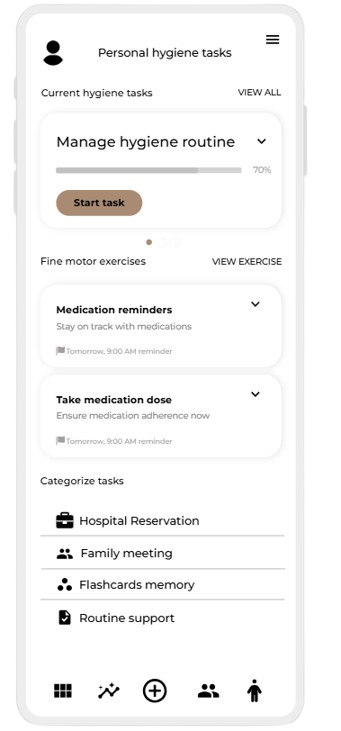 Personal hygiene tasks
Current hygiene tasks VIEW ALL
Manage hygiene routine
70%
Start task
Fine motor exercises VIEW EXERCISE
Medication reminders
Stay on track with medications
Tomorrow, 9:00 AM reminder
Take medication dose
Ensure medication adherence now
Tomorrow, 9:00 AM reminder
Categorize tasks
Hospital Reservation
Family meeting
Flashcards memory
Routine support